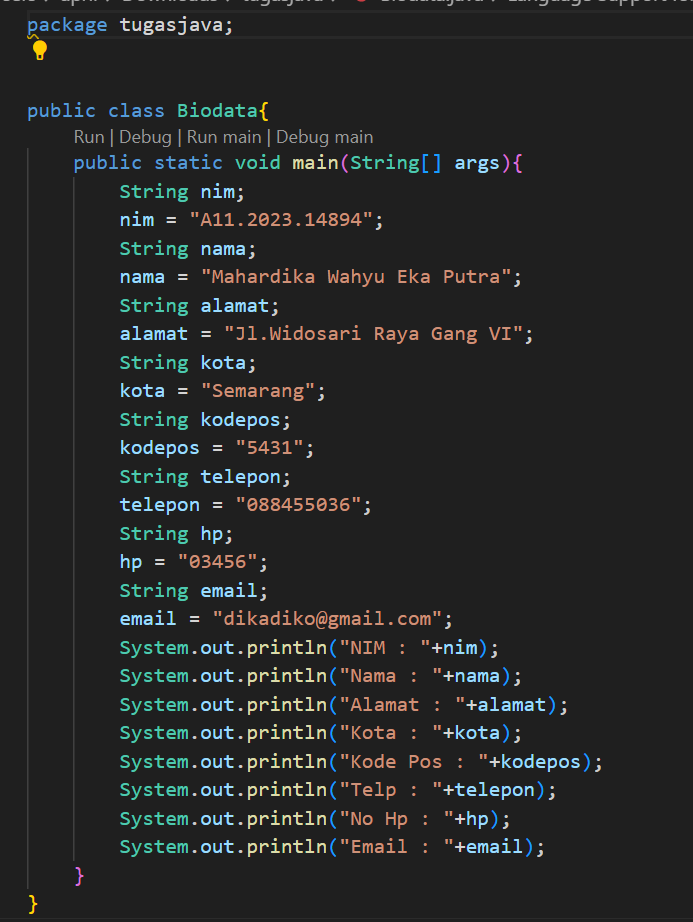 package tugasjava;
public class Biodata{
Run | Debug | Run main | Debug main
public static void main(String[] args){
String nim;
nim = "A11.2023.14894";
String nama;
nama = "Mahardika Wahyu Eka Putra";
String alamat;
alamat = "Jl.Widosari Raya Gang VI";
String kota;
kota = "Semarang";
String kodepos;
kodepos = "5431";
String telepon;
telepon = "088455036";
String hp;
hp = "03456";
String email;
email = "dikadiko@gmail.com";
System.out.println("NIM : "+nim);
System.out.println("Nama : "+nama);
System.out.println("Alamat : "+alamat);
System.out.println("Kota : "+kota);
System.out.println("Kode Pos : "+kodepos);
System.out.println("Telp : "+telepon);
System.out.println("No Hp : "+hp);
System.out.println("Email : "+email);
}
}